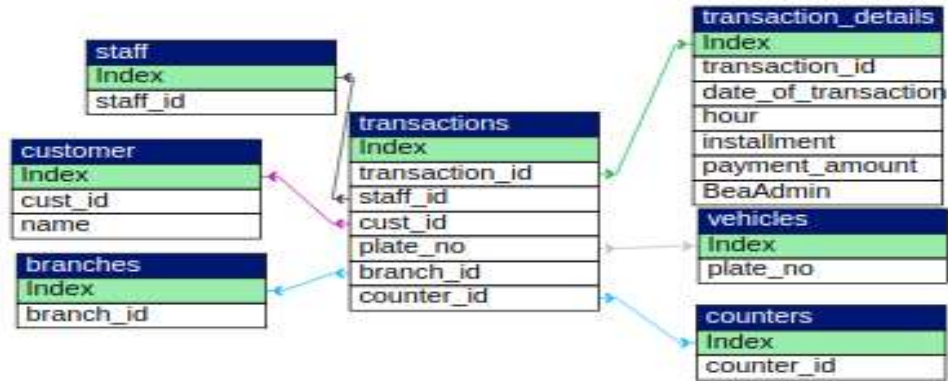 staff
Index
staff_id
customer
Index
cust_id
name
branches
Index
branch_id
transactions
Index
transaction_id
staff_id
cust_id
plate_no
branch_id
counter_id
transaction_details
Index
transaction_id
date_of_transaction
hour
installment
payment_amount
BeaAdmin
vehicles
Index
plate_no
counters
Index
counter_id